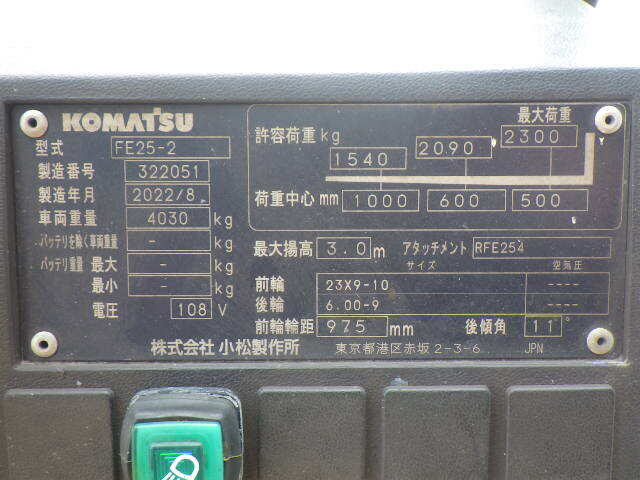 KOMATSU
型式 FE25-2
製造番号 322051
製造年月 2022/8
車両重量 4030 kg
バッテリを除く車両重量 - kg
バッテリ重量 最大 - kg
最小 - kg
電圧 108 V
最大荷重
許容荷重 kg 1540 2090 2300
荷重中心 mm 1000 600 500
最大揚高 3.0 m アタッチメント RFE254
サイズ 空気圧
前輪 23X9-10 ----
後輪 6.00-9 ----
前輪輪距 975 mm 後傾角 11°
株式会社 小松製作所 東京都港区赤坂 2-3-6 JPN